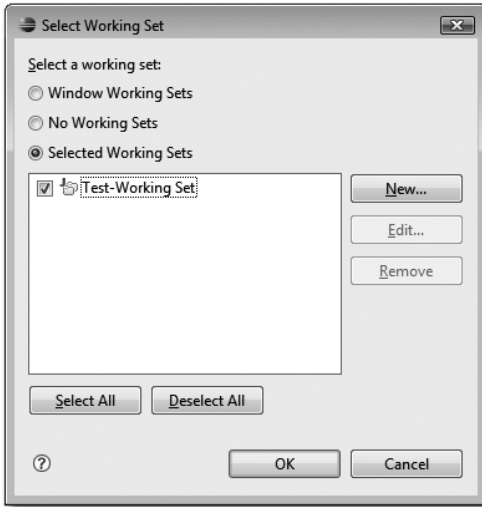 Select Working Set
Select a working set:
Window Working Sets
No Working Sets
Selected Working Sets
Test-Working Set
New...
Edit...
Remove
Select All
Deselect All
?
OK
Cancel